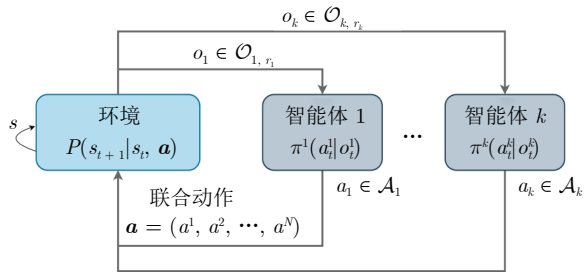 o_k ∈ 𝒪_{k, r_k}
o_1 ∈ 𝒪_{1, r_1}
环境
P(s_{t+1}|s_t, a)
智能体 1
π^1(a_t^1|o_t^1)
...
智能体 k
π^k(a_t^k|o_t^k)
s
a_1 ∈ 𝒜_1
a_k ∈ 𝒜_k
联合动作
a = (a^1, a^2, ..., a^N)